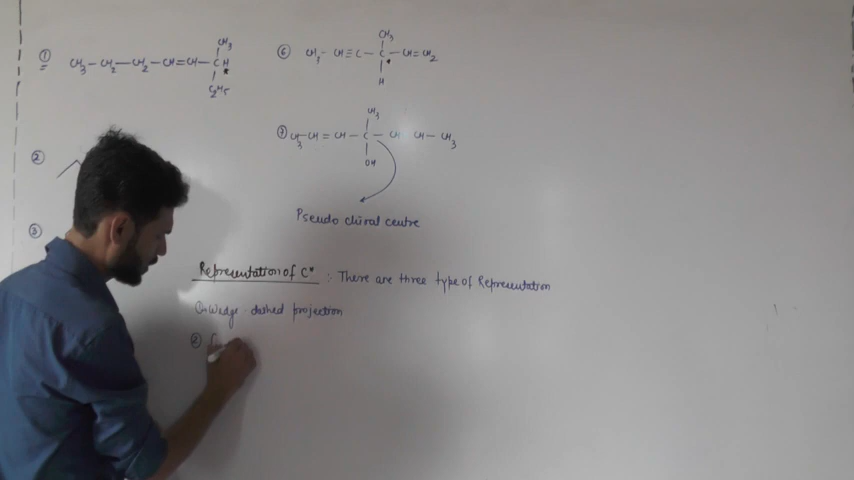 ①
CH3
CH3 - CH2 - CH2 - CH = CH - CH*
C2H5
②
③
⑥
CH3
CH3 - CH ≡ C - C* - CH = CH2
H
⑦
CH3
CH3 - CH = CH - C - CH CH - CH3
OH
Pseudo chiral centre
Representation of C* : There are three type of Representation
① Wedge dashed projection
②